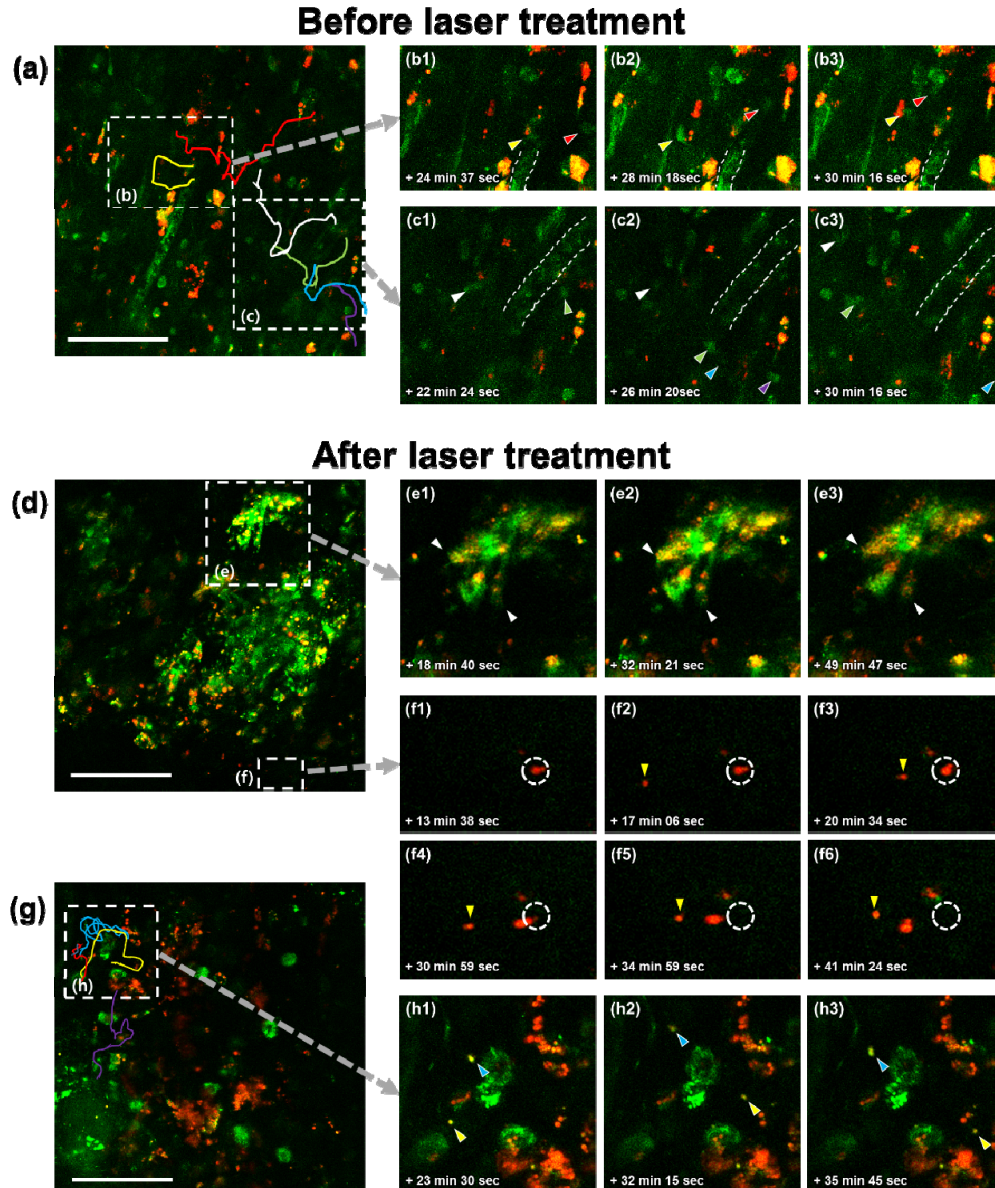 Before laser treatment
(a)
(b)
(c)
(b1)
+ 24 min 37 sec
(b2)
+ 28 min 18sec
(b3)
+ 30 min 16 sec
(c1)
+ 22 min 24 sec
(c2)
+ 26 min 20sec
(c3)
+ 30 min 16 sec
After laser treatment
(d)
(e)
(f)
(e1)
+ 18 min 40 sec
(e2)
+ 32 min 21 sec
(e3)
+ 49 min 47 sec
(f1)
+ 13 min 38 sec
(f2)
+ 17 min 06 sec
(f3)
+ 20 min 34 sec
(f4)
+ 30 min 59 sec
(f5)
+ 34 min 59 sec
(f6)
+ 41 min 24 sec
(g)
(h)
(h1)
+ 23 min 30 sec
(h2)
+ 32 min 15 sec
(h3)
+ 35 min 45 sec